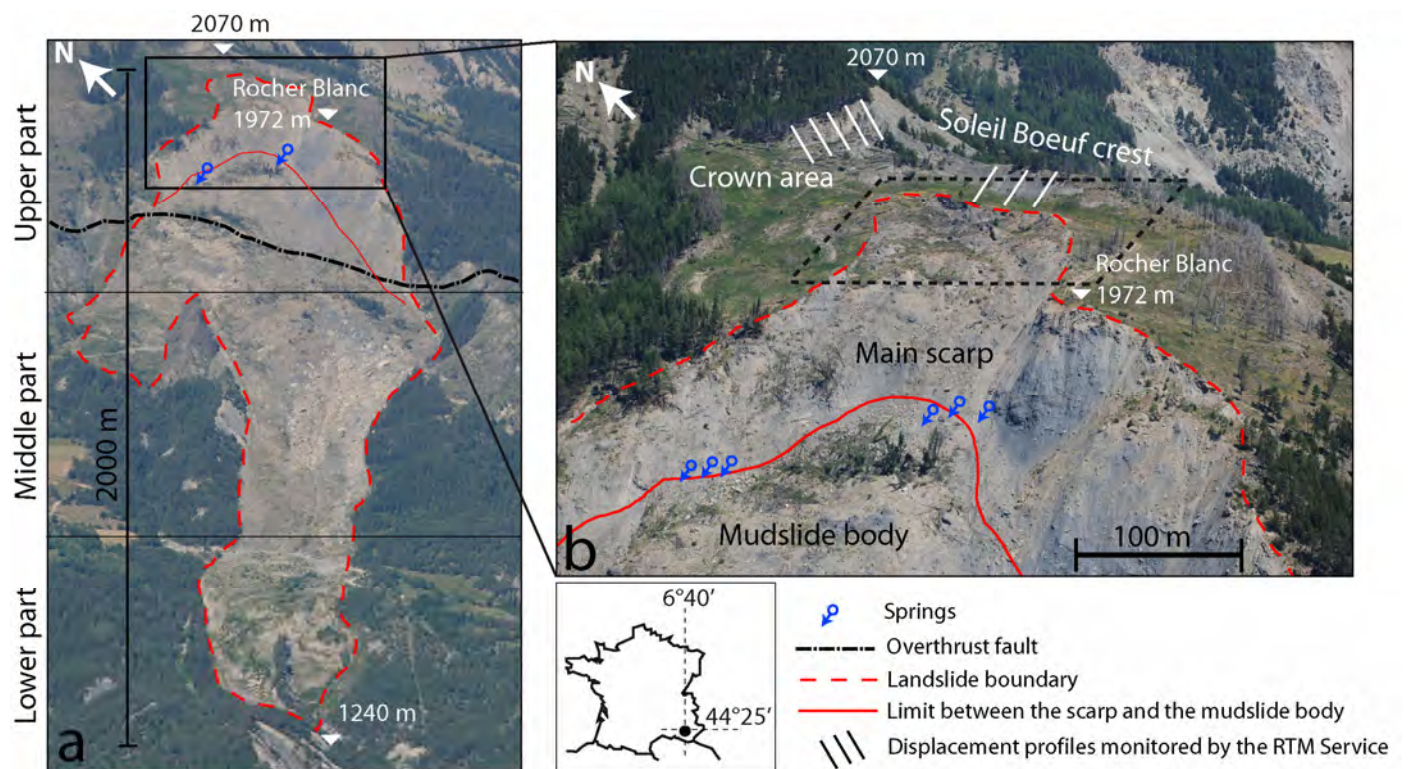 2070 m
N
Rocher Blanc
1972 m
Upper part
Middle part
Lower part
2000 m
1240 m
a
N
2070 m
Soleil Boeuf crest
Crown area
Rocher Blanc
1972 m
Main scarp
Mudslide body
100 m
b
6°40'
44°25'
Springs
Overthrust fault
Landslide boundary
Limit between the scarp and the mudslide body
Displacement profiles monitored by the RTM Service